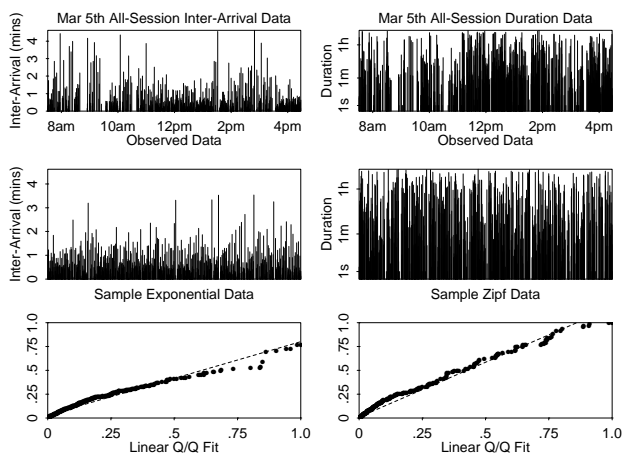 Mar 5th All-Session Inter-Arrival Data
Inter-Arrival (mins)
4
3
2
1
0
8am 10am 12pm 2pm 4pm
Observed Data
Mar 5th All-Session Duration Data
Duration
1h
1m
1s
8am 10am 12pm 2pm 4pm
Observed Data
Inter-Arrival (mins)
4
3
2
1
0
Sample Exponential Data
Duration
1h
1m
1s
Sample Zipf Data
1.0
.75
.25
0
0 .25 .5 .75 1.0
Linear Q/Q Fit
1.0
.75
.25
0
0 .25 .5 .75 1.0
Linear Q/Q Fit